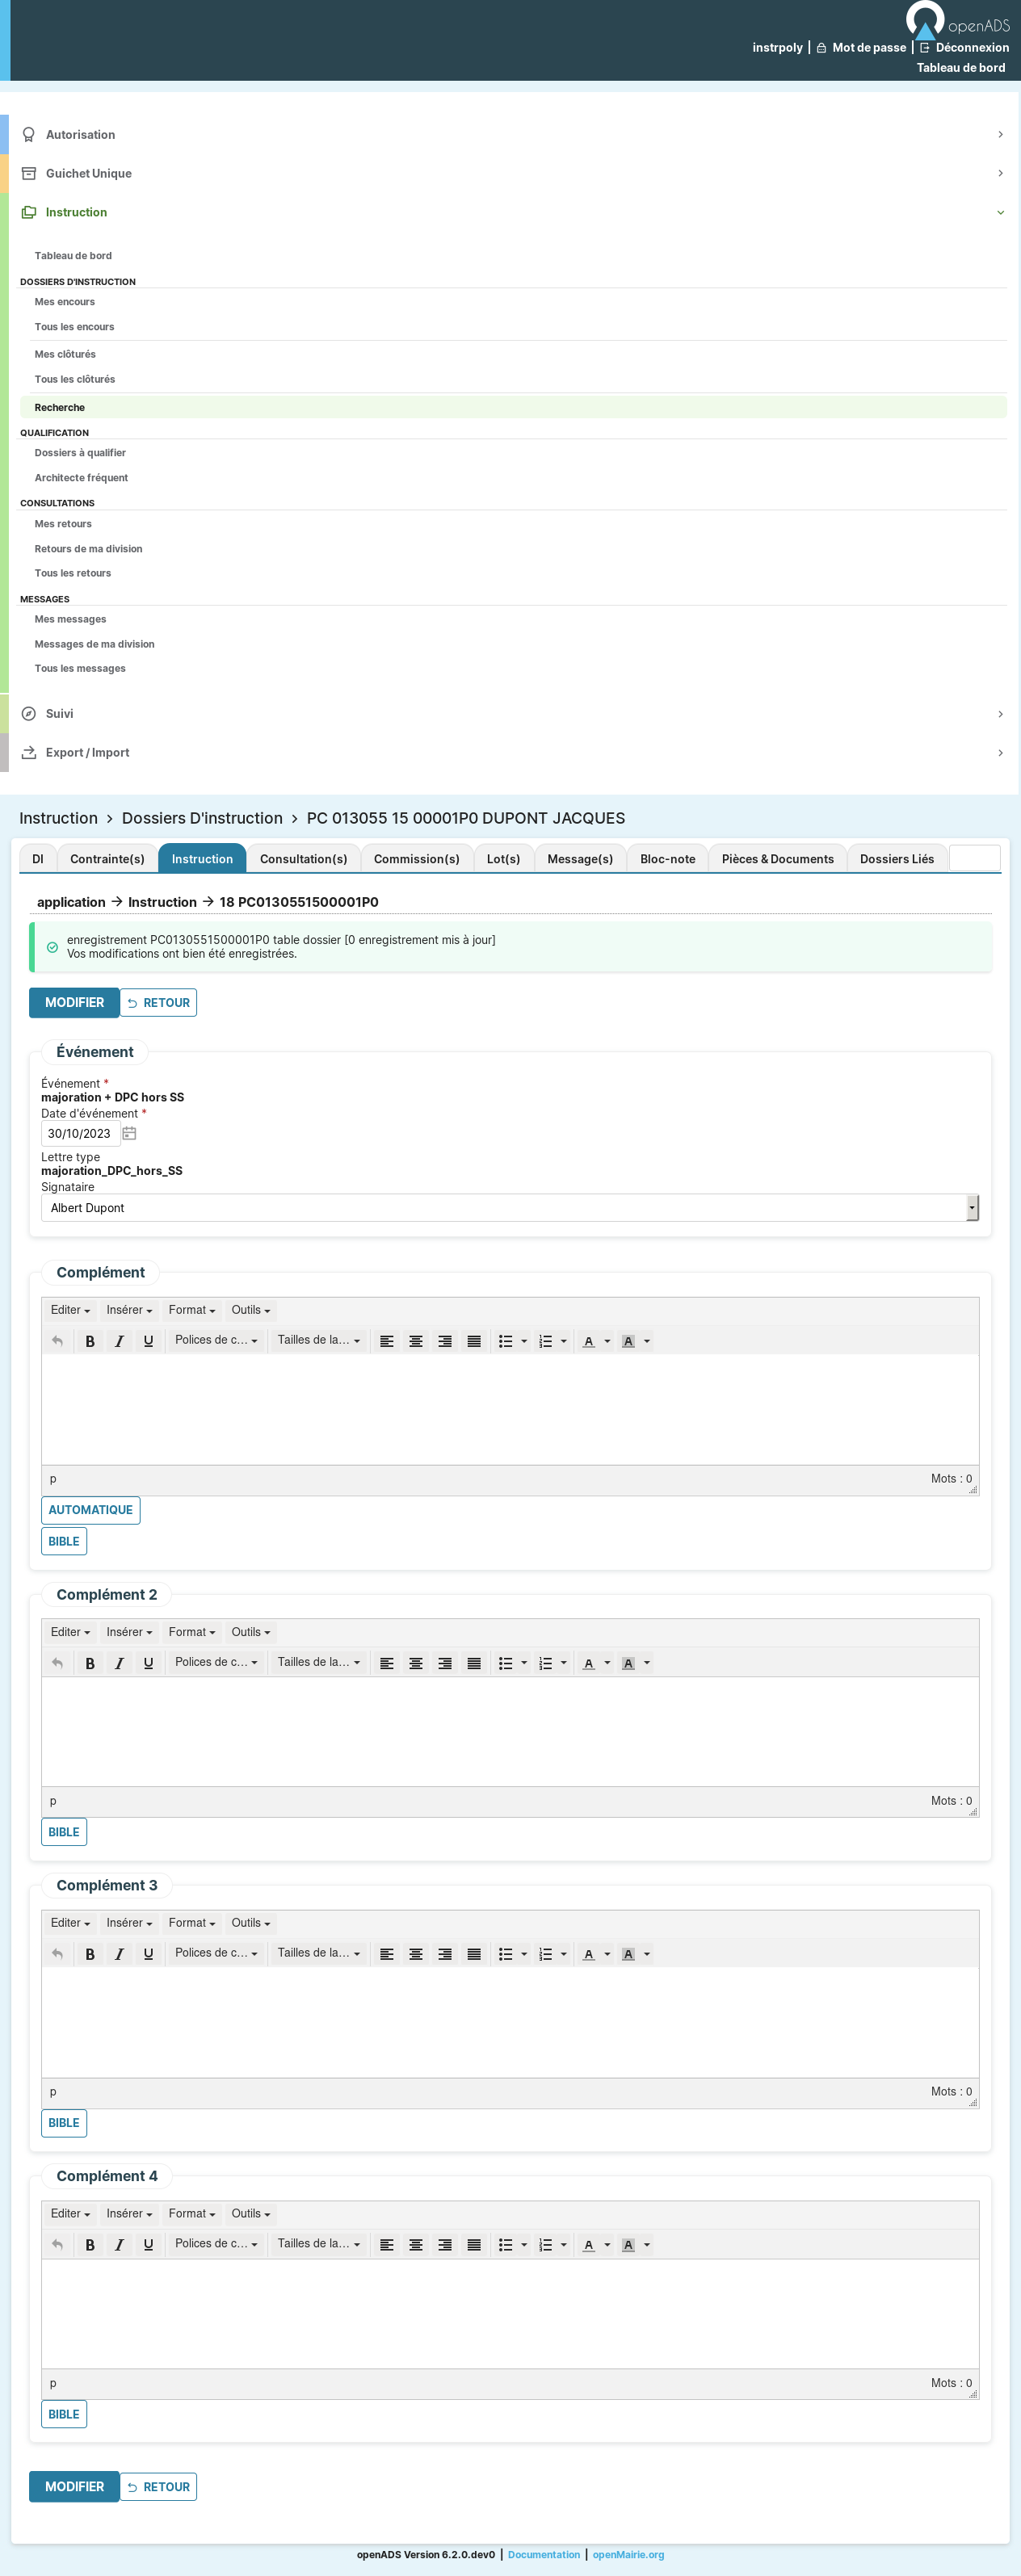 openADS
instrpoly | Mot de passe | Déconnexion
Tableau de bord
Autorisation
Guichet Unique
Instruction
Tableau de bord
DOSSIERS D'INSTRUCTION
Mes encours
Tous les encours
Mes clôturés
Tous les clôturés
Recherche
QUALIFICATION
Dossiers à qualifier
Architecte fréquent
CONSULTATIONS
Mes retours
Retours de ma division
Tous les retours
MESSAGES
Mes messages
Messages de ma division
Tous les messages
Suivi
Export / Import
Instruction > Dossiers D'instruction > PC 013055 15 00001P0 DUPONT JACQUES
DI Contrainte(s) Instruction Consultation(s) Commission(s) Lot(s) Message(s) Bloc-note Pièces & Documents Dossiers Liés
application → Instruction → 18 PC0130551500001P0
enregistrement PC0130551500001P0 table dossier [0 enregistrement mis à jour]
Vos modifications ont bien été enregistrées.
MODIFIER RETOUR
Événement
Événement *
majoration + DPC hors SS
Date d'événement *
30/10/2023
Lettre type
majoration_DPC_hors_SS
Signataire
Albert Dupont
Complément
Editer Insérer Format Outils
B I U Polices de c... Tailles de la... A A
p Mots : 0
AUTOMATIQUE
BIBLE
Complément 2
Editer Insérer Format Outils
B I U Polices de c... Tailles de la... A A
p Mots : 0
BIBLE
Complément 3
Editer Insérer Format Outils
B I U Polices de c... Tailles de la... A A
p Mots : 0
BIBLE
Complément 4
Editer Insérer Format Outils
B I U Polices de c... Tailles de la... A A
p Mots : 0
BIBLE
MODIFIER RETOUR
openADS Version 6.2.0.dev0 | Documentation | openMairie.org